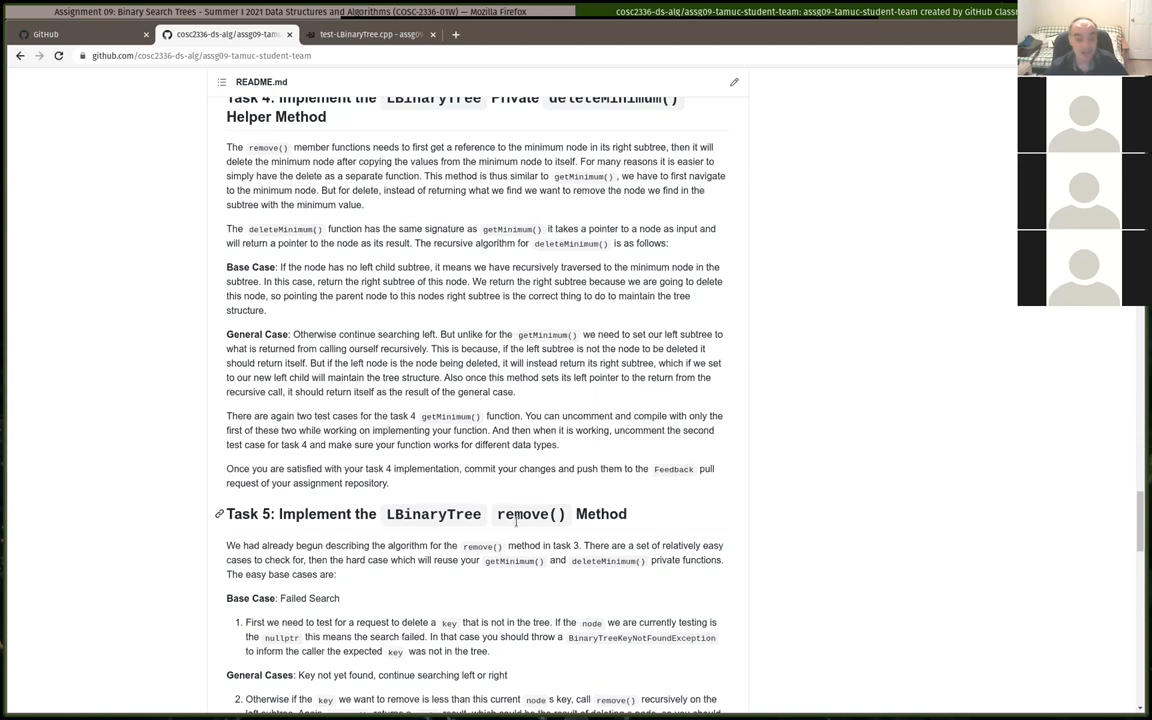 Assignment 09: Binary Search Trees - Summer I 2021 Data Structures and Algorithms (COSC-2336-01W) — Mozilla Firefox
cosc2336-ds-alg/assg09-tamuc-student-team: assg09-tamuc-student-team created by GitHub Classr
GitHub
cosc2336-ds-alg/assg09-tamu
test-LBinaryTree.cpp - assg09
github.com/cosc2336-ds-alg/assg09-tamuc-student-team
README.md
Task 4: Implement the LBinaryTree Private deleteMinimum()
Helper Method
The remove() member functions needs to first get a reference to the minimum node in its right subtree, then it will
delete the minimum node after copying the values from the minimum node to itself. For many reasons it is easier to
simply have the delete as a separate function. This method is thus similar to getMinimum() , we have to first navigate
to the minimum node. But for delete, instead of returning what we find we want to remove the node we find in the
subtree with the minimum value.
The deleteMinimum() function has the same signature as getMinimum() it takes a pointer to a node as input and
will return a pointer to the node as its result. The recursive algorithm for deleteMinimum() is as follows:
Base Case: If the node has no left child subtree, it means we have recursively traversed to the minimum node in the
subtree. In this case, return the right subtree of this node. We return the right subtree because we are going to delete
this node, so pointing the parent node to this nodes right subtree is the correct thing to do to maintain the tree
structure.
General Case: Otherwise continue searching left. But unlike for the getMinimum() we need to set our left subtree to
what is returned from calling ourself recursively. This is because, if the left subtree is not the node to be deleted it
should return itself. But if the left node is the node being deleted, it will instead return its right subtree, which if we set
to our new left child will maintain the tree structure. Also once this method sets its left pointer to the return from the
recursive call, it should return itself as the result of the general case.
There are again two test cases for the task 4 getMinimum() function. You can uncomment and compile with only the
first of these two while working on implementing your function. And then when it is working, uncomment the second
test case for task 4 and make sure your function works for different data types.
Once you are satisfied with your task 4 implementation, commit your changes and push them to the Feedback pull
request of your assignment repository.
Task 5: Implement the LBinaryTree remove() Method
We had already begun describing the algorithm for the remove() method in task 3. There are a set of relatively easy
cases to check for, then the hard case which will reuse your getMinimum() and deleteMinimum() private functions.
The easy base cases are:
Base Case: Failed Search
1. First we need to test for a request to delete a key that is not in the tree. If the node we are currently testing is
the nullptr this means the search failed. In that case you should throw a BinaryTreeKeyNotFoundException
to inform the caller the expected key was not in the tree.
General Cases: Key not yet found, continue searching left or right
2. Otherwise if the key we want to remove is less than this current node s key, call remove() recursively on the